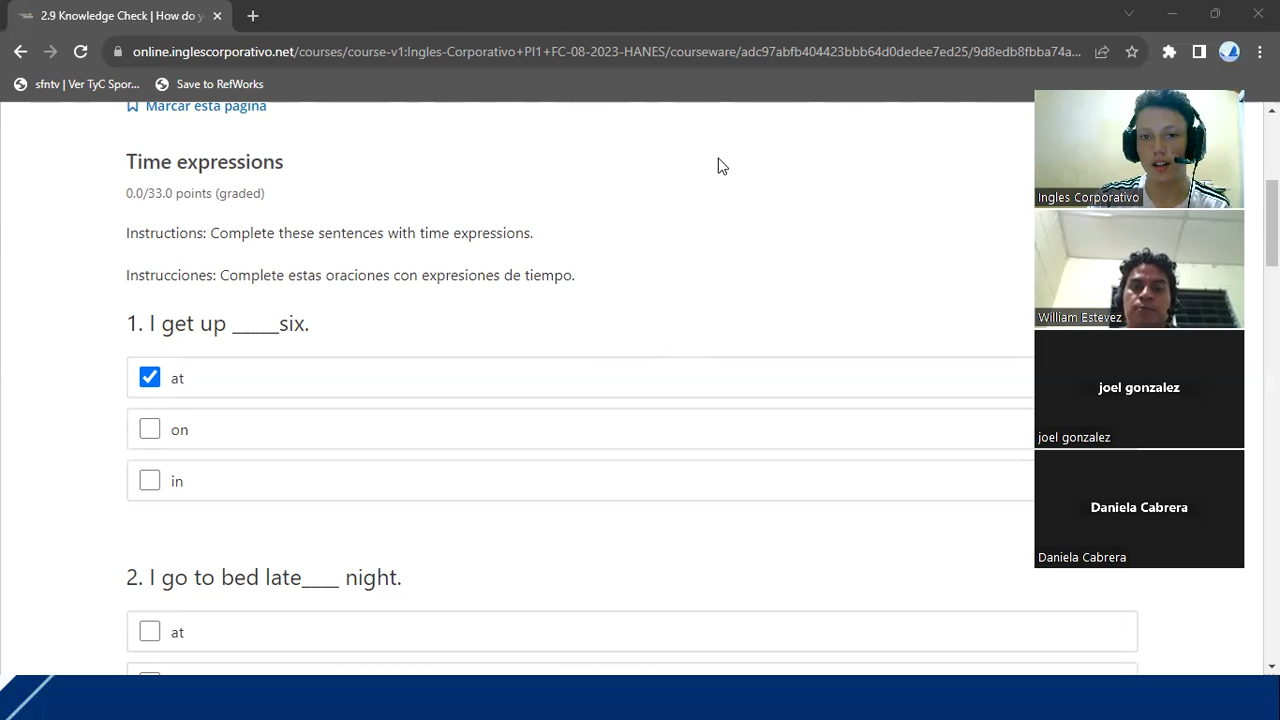 2.9 Knowledge Check | How do y
online.inglescorporativo.net/courses/course-v1:Ingles-Corporativo+PI1+FC-08-2023-HANES/courseware/adc97abfb404423bbb64d0dedee7ed25/9d8edb8fbba74a...
sfntv | Ver TyC Spor...
Save to RefWorks
Marcar esta página
Time expressions
0.0/33.0 points (graded)
Instructions: Complete these sentences with time expressions.
Instrucciones: Complete estas oraciones con expresiones de tiempo.
1. I get up _____six.
at
on
in
2. I go to bed late____ night.
at
Ingles Corporativo
William Estevez
joel gonzalez
joel gonzalez
Daniela Cabrera
Daniela Cabrera